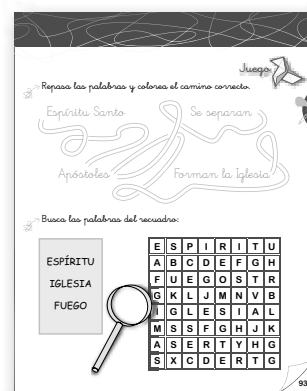 Juego
Repasa las palabras y colorea el camino correcto.
Espíritu Santo
Se separan
Apóstoles
Forman la Iglesia
Busca las palabras del recuadro:
ESPÍRITU
IGLESIA
FUEGO
E S P I R I T U
A B C D E F G H
F U E G O S T R
G K L J M N V B
I G L E S I A L
M S S F G H J K
A S E R T Y H G
S X C D E R T G
93